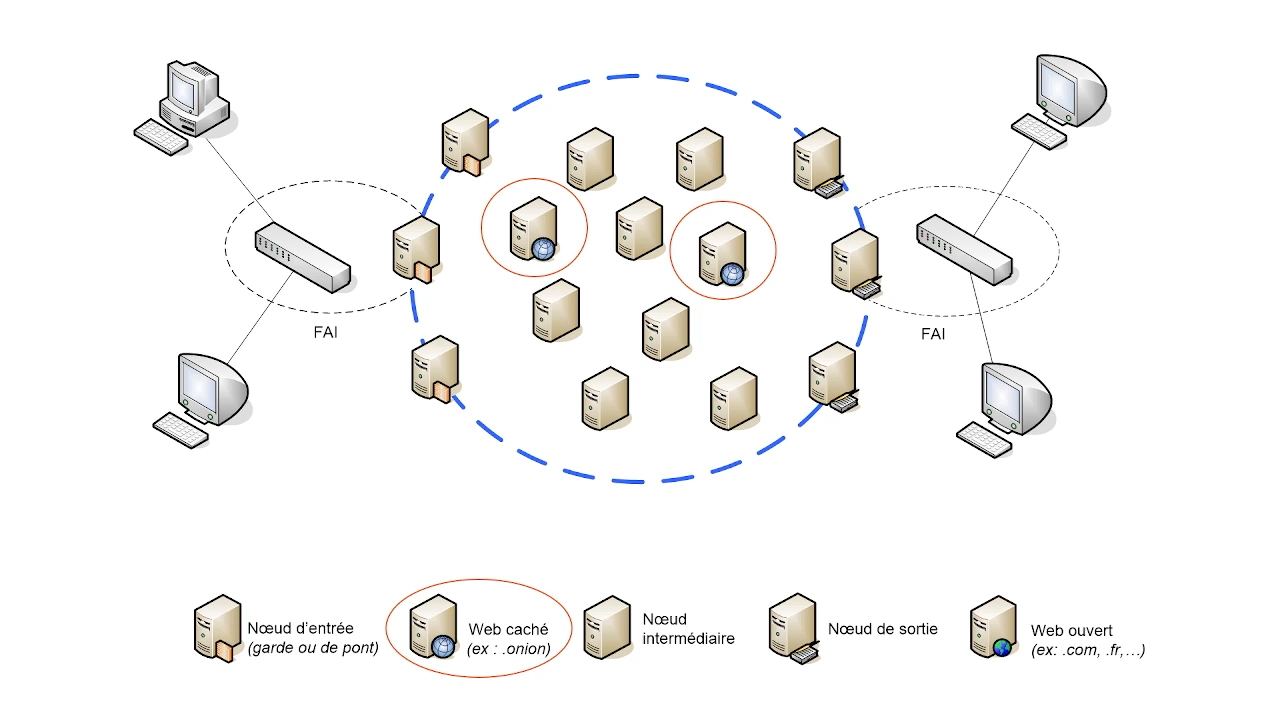 FAI
FAI
Nœud d’entrée
(garde ou de pont)
Web caché
(ex : .onion)
Nœud
intermédiaire
Nœud de sortie
Web ouvert
(ex: .com, .fr,…)